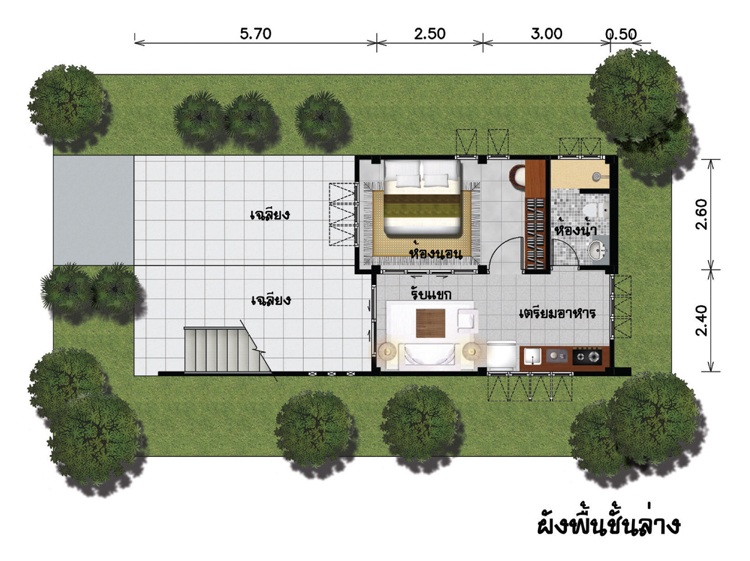 5.70
2.50
3.00
0.50
เฉลียง
ห้องน้ำ
ห้องนอน
2.60
เฉลียง
รับแขก
เตรียมอาหาร
2.40
ผังพื้นชั้นล่าง